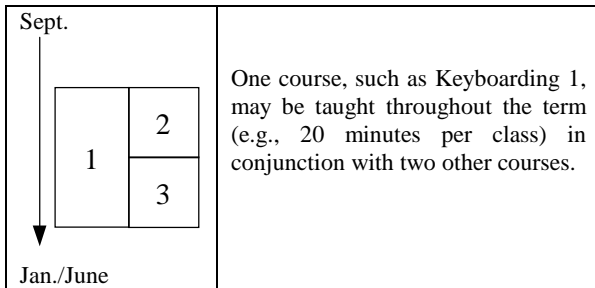 Sept.
1
2
3
Jan./June
One course, such as Keyboarding 1,
may be taught throughout the term
(e.g., 20 minutes per class) in
conjunction with two other courses.